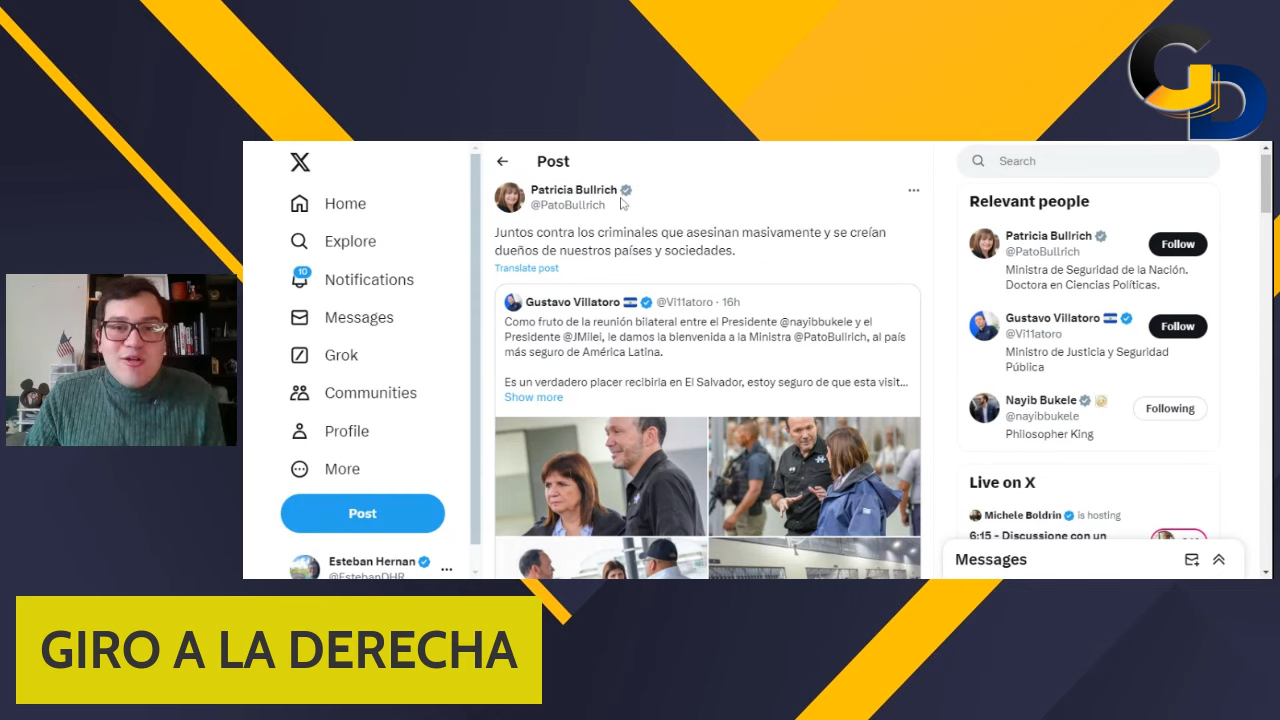 GD
X
Home
Explore
10
Notifications
Messages
Grok
Communities
Profile
More
Post
Esteban Hernan
@EstebanDHR
Post
Patricia Bullrich
@PatoBullrich
Juntos contra los criminales que asesinan masivamente y se creían
dueños de nuestros países y sociedades.
Translate post
Gustavo Villatoro @Vi11atoro · 16h
Como fruto de la reunión bilateral entre el Presidente @nayibbukele y el
Presidente @JMilei, le damos la bienvenida a la Ministra @PatoBullrich, al país
más seguro de América Latina.
Es un verdadero placer recibirla en El Salvador, estoy seguro de que esta visit...
Show more
Search
Relevant people
Patricia Bullrich
@PatoBullrich
Follow
Ministra de Seguridad de la Nación.
Doctora en Ciencias Políticas.
Gustavo Villatoro
@Vi11atoro
Follow
Ministro de Justicia y Seguridad
Pública
Nayib Bukele
@nayibbukele
Following
Philosopher King
Live on X
Michele Boldrin is hosting
6:15 - Discussione con un
Messages
GIRO A LA DERECHA